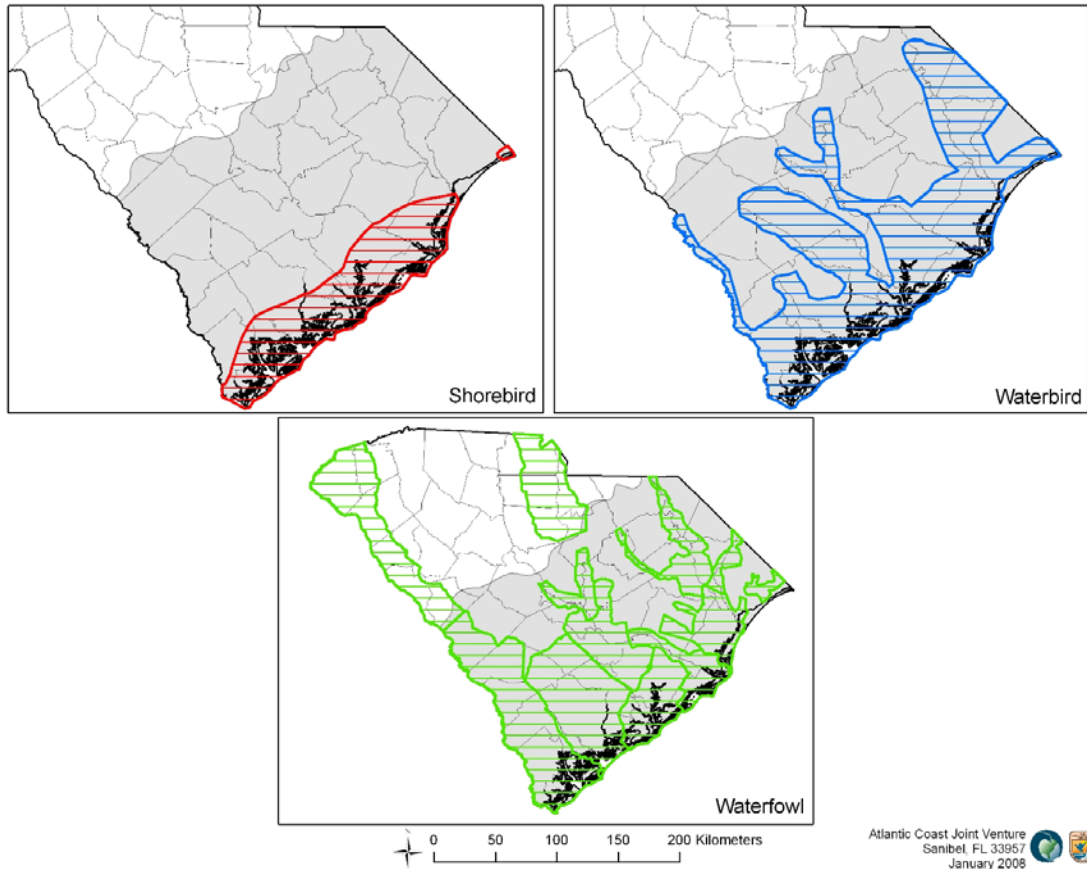 Shorebird
Waterbird
Waterfowl
0 50 100 150 200 Kilometers
Atlantic Coast Joint Venture
Sanibel, FL 33957
January 2008